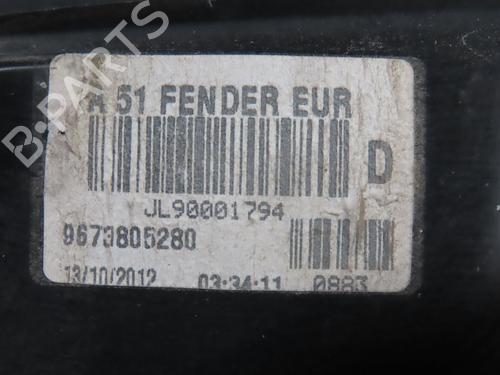 A 51 FENDER EUR
D
JL90001794
9673805280
13/10/2012 03:34:11 0883
B-PARTS